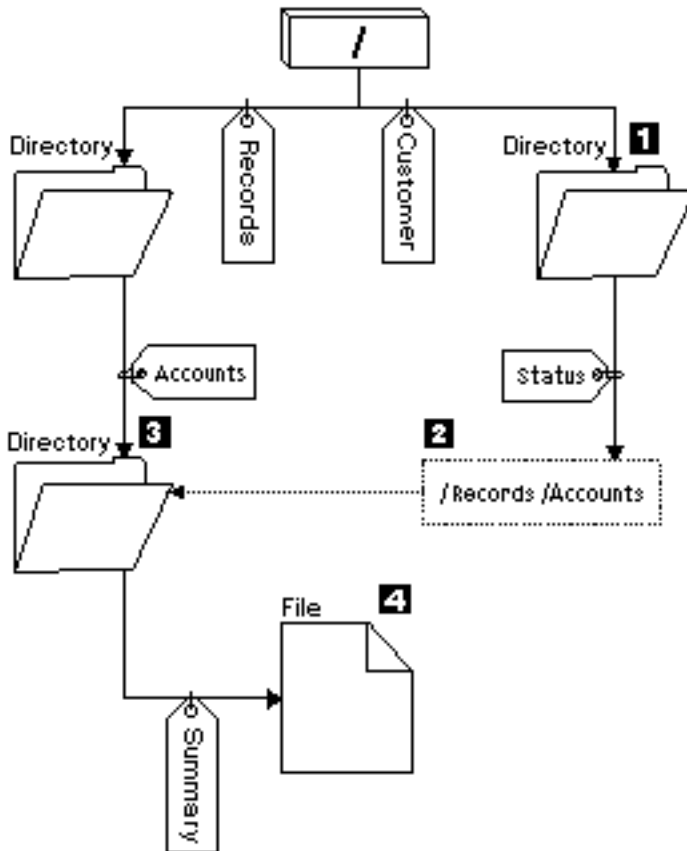 /
Directory
Records
Customer
Directory
1
Accounts
Status
Directory
3
2
/Records /Accounts
File
4
Summary